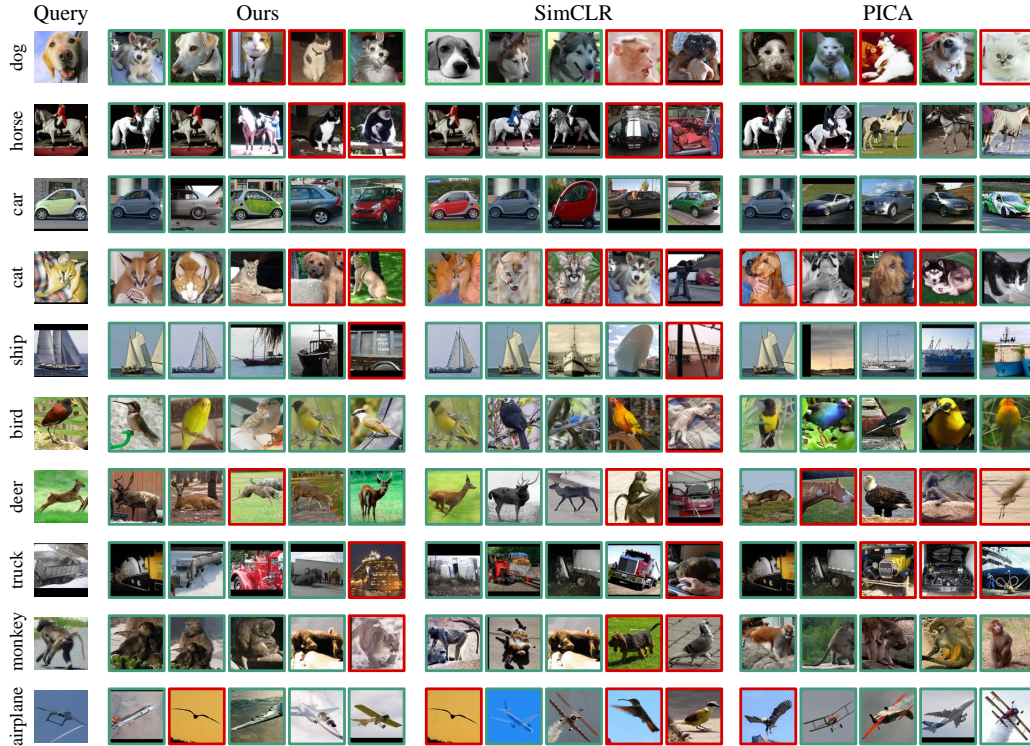 Query Ours SimCLR PICA
dog
horse
car
cat
ship
bird
deer
truck
monkey
airplane